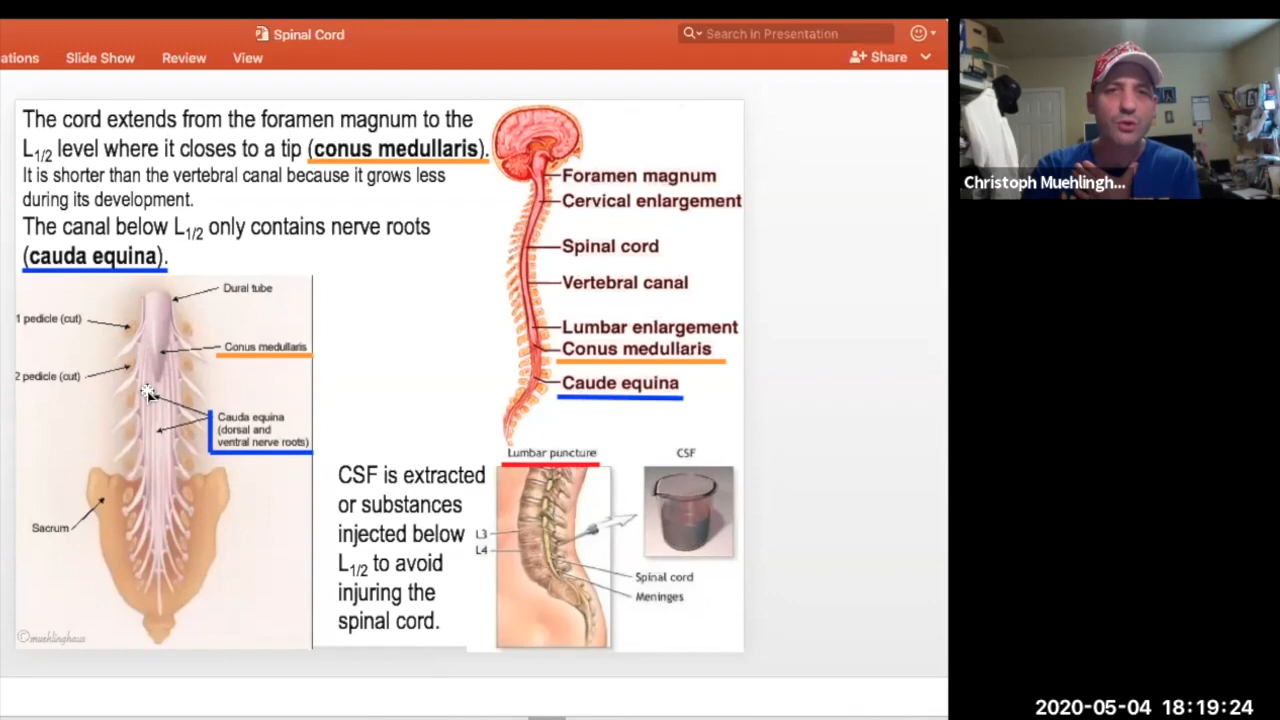 Spinal Cord
Search in Presentation
ations Slide Show Review View
Share
The cord extends from the foramen magnum to the
L1/2 level where it closes to a tip (conus medullaris).
It is shorter than the vertebral canal because it grows less
during its development.
The canal below L1/2 only contains nerve roots
(cauda equina).
Dural tube
1 pedicle (cut)
Conus medullaris
2 pedicle (cut)
Cauda equina
(dorsal and
ventral nerve roots)
Sacrum
©muehlinghaus
Foramen magnum
Cervical enlargement
Spinal cord
Vertebral canal
Lumbar enlargement
Conus medullaris
Caude equina
CSF is extracted
or substances
injected below
L1/2 to avoid
injuring the
spinal cord.
Lumbar puncture
CSF
L3
L4
Spinal cord
Meninges
Christoph Muehlingh...
2020-05-04 18:19:24